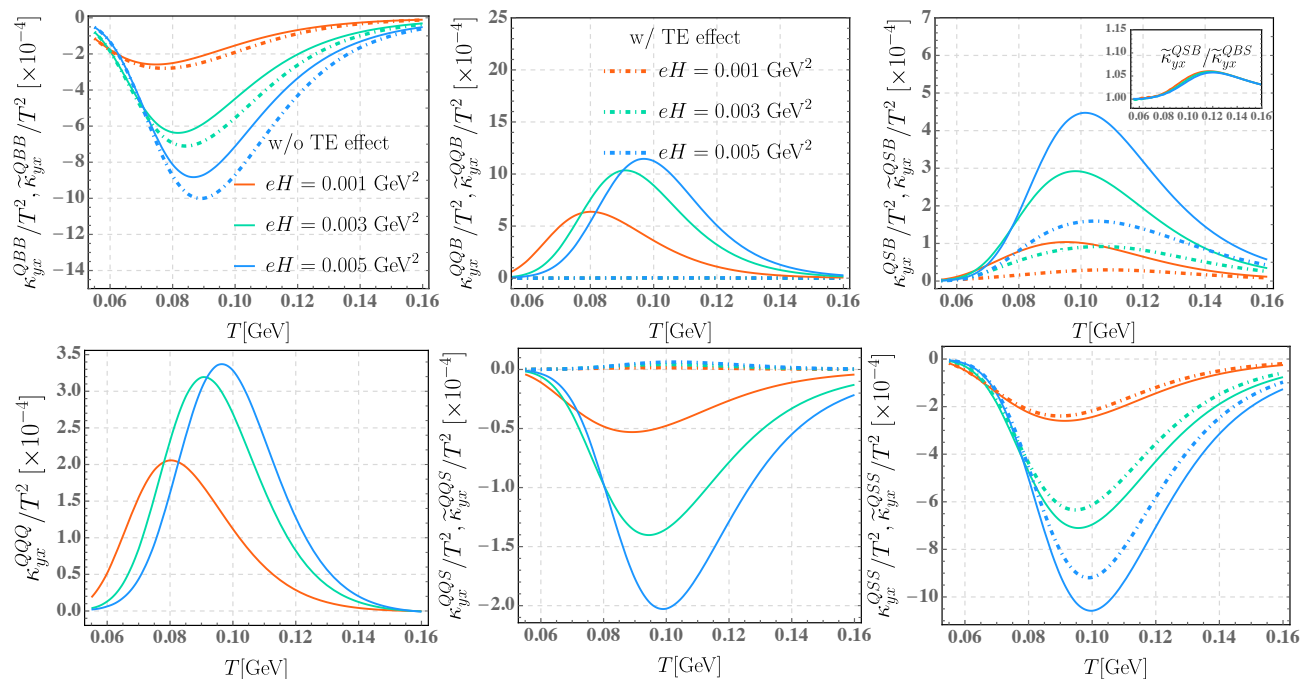 κ_yx^QBB/T², κ̃_yx^QBB/T² [×10⁻⁴]
0
−2
−4
−6
−8
−10
−12
−14
w/o TE effect
eH = 0.001 GeV²
eH = 0.003 GeV²
eH = 0.005 GeV²
0.06 0.08 0.10 0.12 0.14 0.16
T[GeV]
κ_yx^QQB/T², κ̃_yx^QQB/T² [×10⁻⁴]
25
20
15
10
5
0
w/ TE effect
eH = 0.001 GeV²
eH = 0.003 GeV²
eH = 0.005 GeV²
0.06 0.08 0.10 0.12 0.14 0.16
T[GeV]
κ_yx^QSB/T², κ̃_yx^QSB/T² [×10⁻⁴]
7
6
5
4
3
2
1
0
1.15
1.10
1.05
1.00
κ̃_yx^QSB/κ̃_yx^QBS
0.06 0.08 0.10 0.12 0.14 0.16
0.06 0.08 0.10 0.12 0.14 0.16
T[GeV]
κ_yx^QQQ/T² [×10⁻⁴]
3.5
3.0
2.5
2.0
1.5
1.0
0.5
0.0
0.06 0.08 0.10 0.12 0.14 0.16
T[GeV]
κ_yx^QQS/T², κ̃_yx^QQS/T² [×10⁻⁴]
0.0
−0.5
−1.0
−1.5
−2.0
0.06 0.08 0.10 0.12 0.14 0.16
T[GeV]
κ_yx^QSS/T², κ̃_yx^QSS/T² [×10⁻⁴]
0
−2
−4
−6
−8
−10
0.06 0.08 0.10 0.12 0.14 0.16
T[GeV]